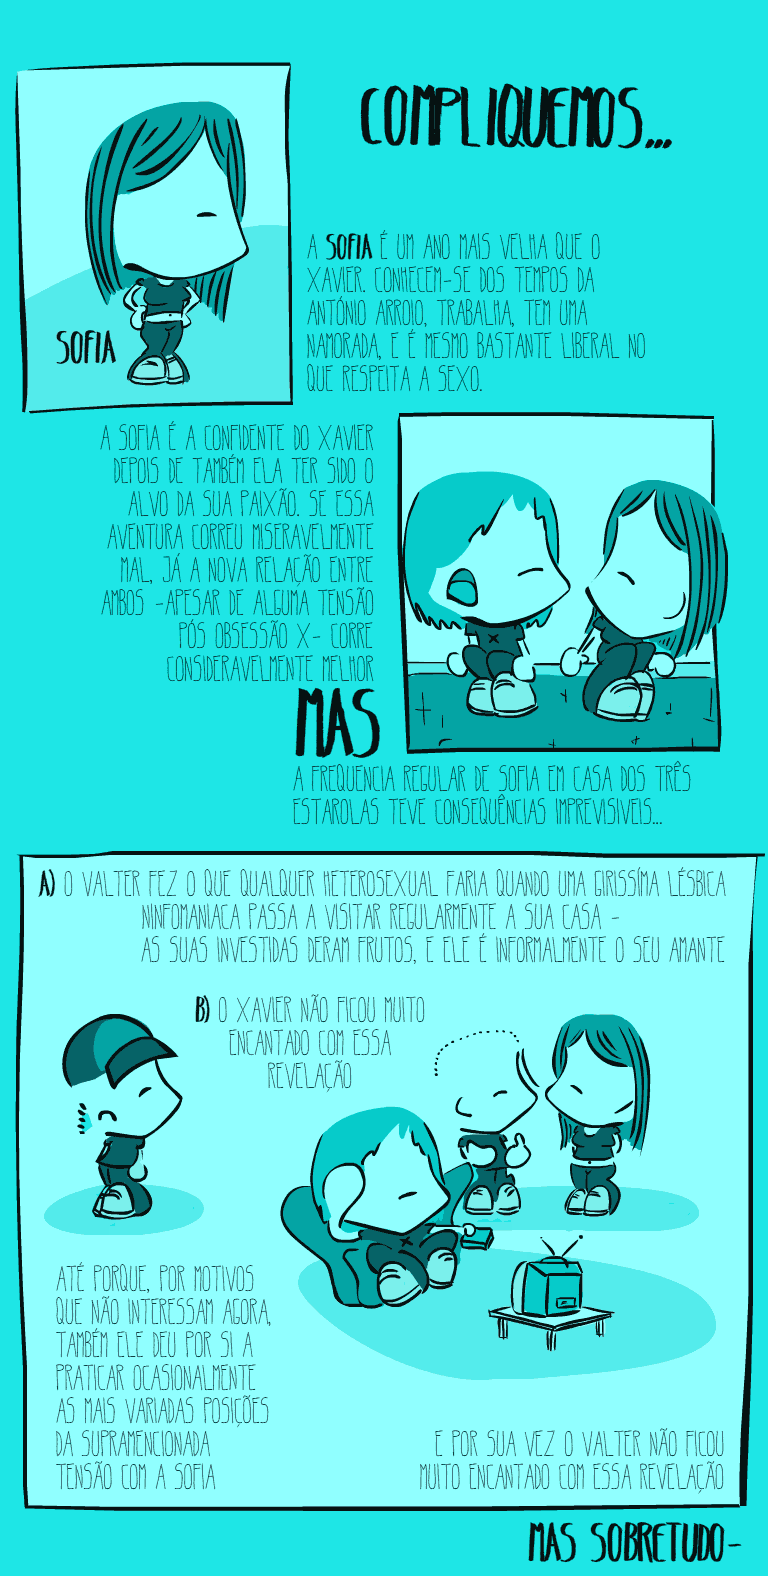 COMPLIQUEMOS...
SOFIA
A SOFIA É UM ANO MAIS VELHA QUE O
XAVIER. CONHECEM-SE DOS TEMPOS DA
ANTÓNIO ARROIO, TRABALHA, TEM UMA
NAMORADA, E É MESMO BASTANTE LIBERAL NO
QUE RESPEITA A SEXO.
A SOFIA É A CONFIDENTE DO XAVIER
DEPOIS DE TAMBÉM ELA TER SIDO O
ALVO DA SUA PAIXÃO. SE ESSA
AVENTURA CORREU MISERAVELMENTE
MAL, JÁ A NOVA RELAÇÃO ENTRE
AMBOS -APESAR DE ALGUMA TENSÃO
PÓS OBSESSÃO X- CORRE
CONSIDERAVELMENTE MELHOR
MAS
A FREQUENCIA REGULAR DE SOFIA EM CASA DOS TRÊS
ESTAROLAS TEVE CONSEQUÊNCIAS IMPREVISIVEIS...
A) O VALTER FEZ O QUE QUALQUER HETEROSEXUAL FARIA QUANDO UMA GIRISSÍMA LÉSBICA
NINFOMANIACA PASSA A VISITAR REGULARMENTE A SUA CASA -
AS SUAS INVESTIDAS DERAM FRUTOS, E ELE É INFORMALMENTE O SEU AMANTE
B) O XAVIER NÃO FICOU MUITO
ENCANTADO COM ESSA
REVELAÇÃO
ATÉ PORQUE, POR MOTIVOS
QUE NÃO INTERESSAM AGORA,
TAMBÉM ELE DEU POR SI A
PRATICAR OCASIONALMENTE
AS MAIS VARIADAS POSIÇÕES
DA SUPRAMENCIONADA
TENSÃO COM A SOFIA
E POR SUA VEZ O VALTER NÃO FICOU
MUITO ENCANTADO COM ESSA REVELAÇÃO
MAS SOBRETUDO-